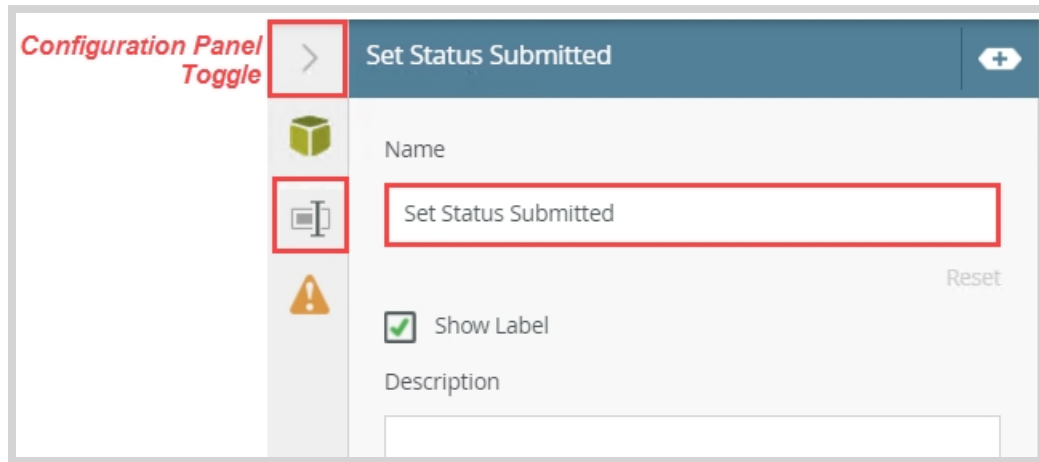 Configuration Panel
Toggle
Set Status Submitted
Name
Set Status Submitted
Reset
Show Label
Description